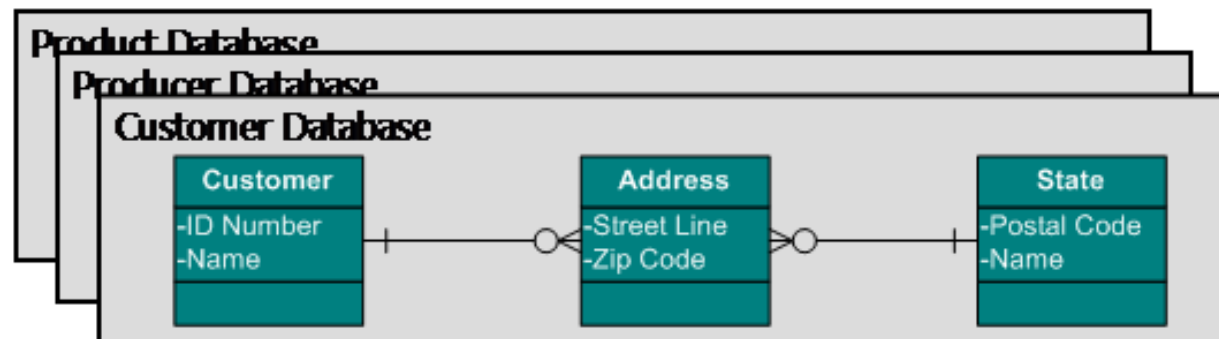 Product Database
Producer Database
Customer Database
Customer
-ID Number
-Name
Address
-Street Line
-Zip Code
State
-Postal Code
-Name